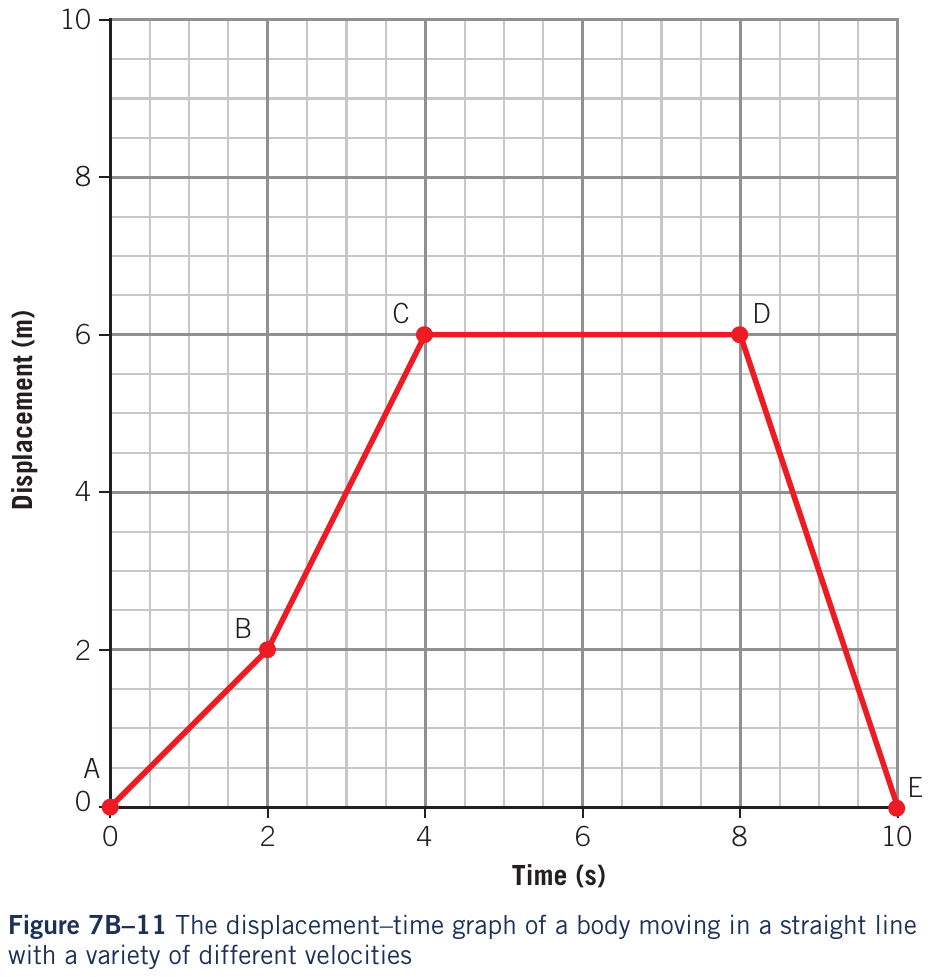 10
8
6
4
2
0
Displacement (m)
A
B
C
D
E
0 2 4 6 8 10
Time (s)
Figure 7B–11 The displacement–time graph of a body moving in a straight line
with a variety of different velocities